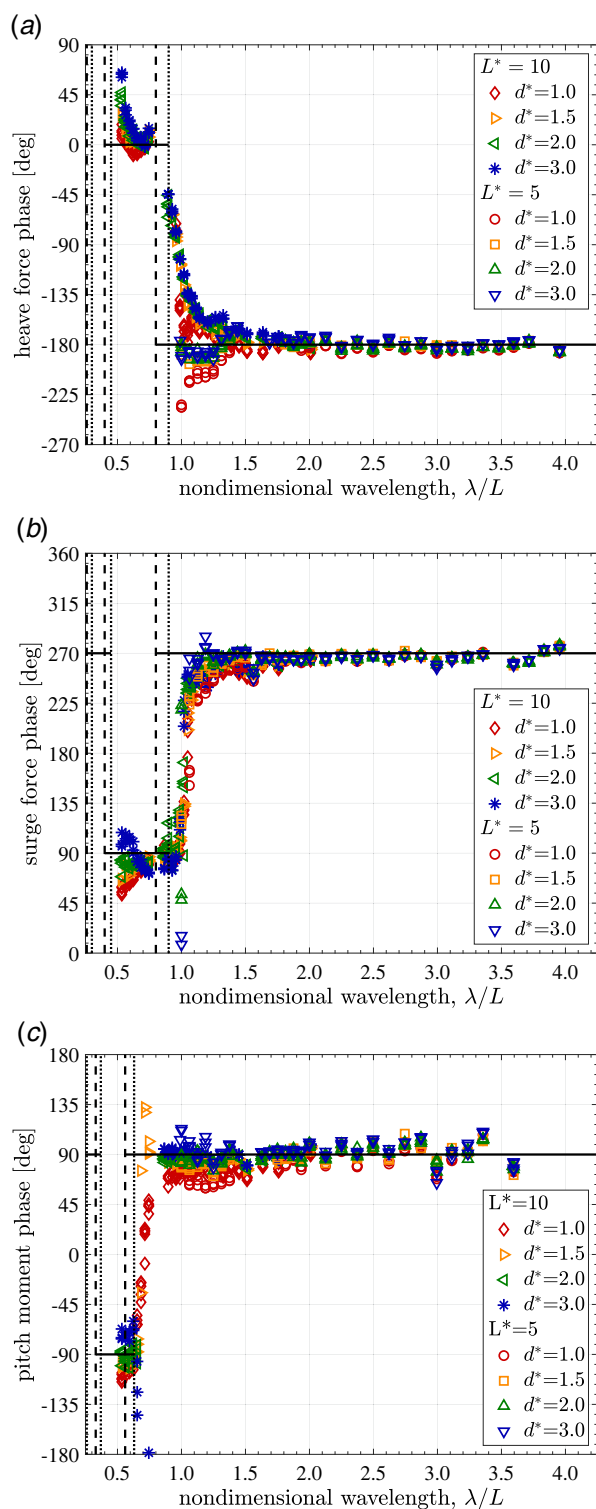 (a)
90
45
0
-45
-90
-135
-180
-225
-270
heave force phase [deg]
L* = 10
d*=1.0
d*=1.5
d*=2.0
d*=3.0
L* = 5
d*=1.0
d*=1.5
d*=2.0
d*=3.0
0.5 1.0 1.5 2.0 2.5 3.0 3.5 4.0
nondimensional wavelength, λ/L
(b)
360
315
270
225
180
135
90
45
0
surge force phase [deg]
L* = 10
d*=1.0
d*=1.5
d*=2.0
d*=3.0
L* = 5
d*=1.0
d*=1.5
d*=2.0
d*=3.0
0.5 1.0 1.5 2.0 2.5 3.0 3.5 4.0
nondimensional wavelength, λ/L
(c)
180
135
90
45
0
-45
-90
-135
-180
pitch moment phase [deg]
L*=10
d*=1.0
d*=1.5
d*=2.0
d*=3.0
L*=5
d*=1.0
d*=1.5
d*=2.0
d*=3.0
0.5 1.0 1.5 2.0 2.5 3.0 3.5 4.0
nondimensional wavelength, λ/L